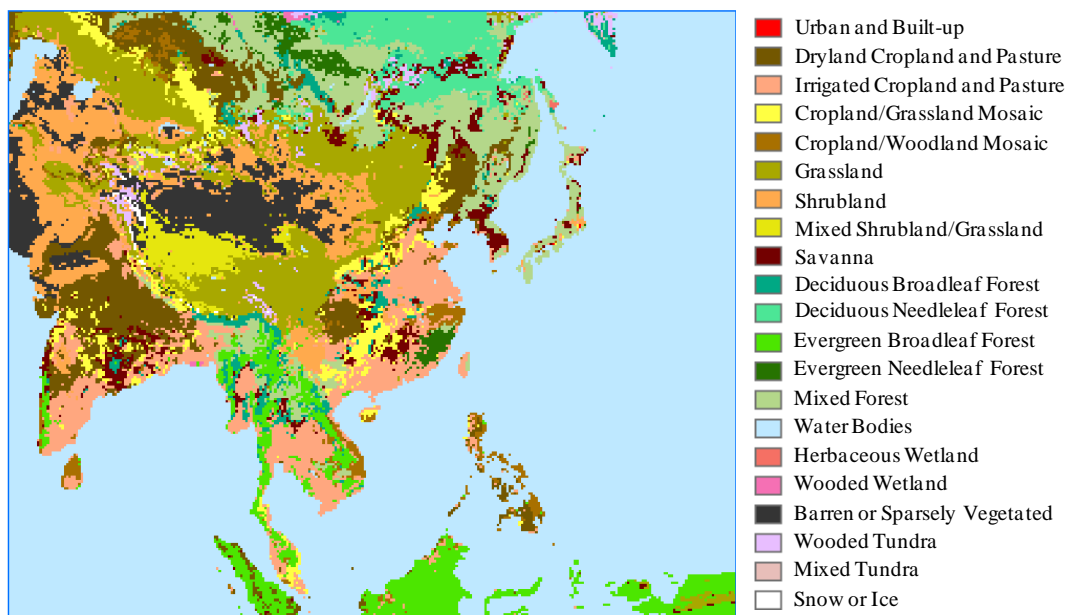 Urban and Built-up
Dryland Cropland and Pasture
Irrigated Cropland and Pasture
Cropland/Grassland Mosaic
Cropland/Woodland Mosaic
Grassland
Shrubland
Mixed Shrubland/Grassland
Savanna
Deciduous Broadleaf Forest
Deciduous Needleleaf Forest
Evergreen Broadleaf Forest
Evergreen Needleleaf Forest
Mixed Forest
Water Bodies
Herbaceous Wetland
Wooded Wetland
Barren or Sparsely Vegetated
Wooded Tundra
Mixed Tundra
Snow or Ice